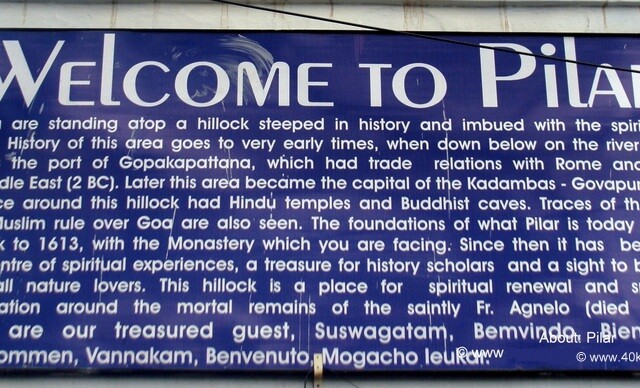 Welcome to Pilar
are standing atop a hillock steeped in history and imbued with the spiri
History of this area goes to very early times, when down below on the river
the port of Gopakapattana, which had trade relations with Rome and
dle East (2 BC). Later this area became the capital of the Kadambas - Govapu
ce around this hillock had Hindu temples and Buddhist caves. Traces of th
Muslim rule over Goa are also seen. The foundations of what Pilar is today
k to 1613, with the Monastery which you are facing. Since then it has be
ntre of spiritual experiences, a treasure for history scholars and a sight to b
all nature lovers. This hillock is a place for spiritual renewal and s
ation around the mortal remains of the saintly Fr. Agnelo (died
are our treasured guest, Suswagatam, Bemvindo, Bien
ommen, Vannakam, Benvenuto, Mogacho Ieukar.
About Pilar
© www
© www.40k